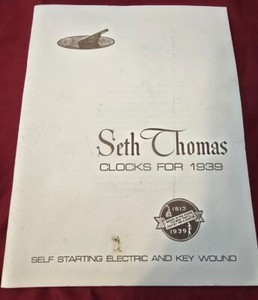 Seth Thomas
CLOCKS FOR 1939
1813
1939
SELF STARTING ELECTRIC AND KEY WOUND